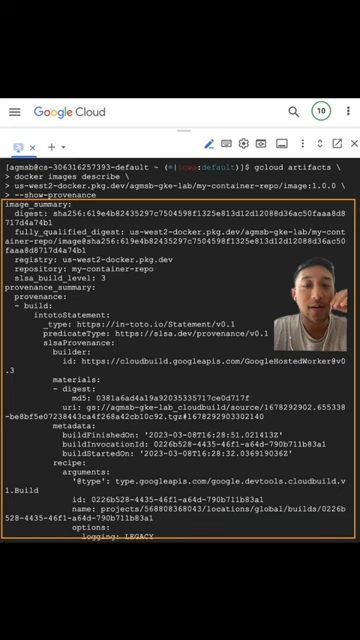 Google Cloud
10
[agmsb@cs-306316257393-default ~ (*|iows:default)]$ gcloud artifacts \
> docker images describe \
> us-west2-docker.pkg.dev/agmsb-gke-lab/my-container-repo/image:1.0.0 \
> --show-provenance
image_summary:
digest: sha256:619e4b82435297c7504598f1325e813d12d12088d36ac50faaa8d8
717d4a74b1
fully_qualified_digest: us-west2-docker.pkg.dev/agmsb-gke-lab/my-cont
ainer-repo/image@sha256:619e4b82435297c7504598f1325e813d12d12088d36ac50
faaa8d8717d4a74b1
registry: us-west2-docker.pkg.dev
repository: my-container-repo
slsa_build_level: 3
provenance_summary:
provenance:
- build:
intotoStatement:
_type: https://in-toto.io/Statement/v0.1
predicateType: https://slsa.dev/provenance/v0.1
slsaProvenance:
builder:
id: https://cloudbuild.googleapis.com/GoogleHostedWorker@v0
.3
materials:
- digest:
md5: 0381a6ad4a19a92035335717ce0d717f
uri: gs://agmsb-gke-lab_cloudbuild/source/1678292902.655338
-be8bf5e07238443ca4f268a42cb10c92.tgz#1678292903302140
metadata:
buildFinishedOn: '2023-03-08T16:28:51.021413Z'
buildInvocationId: 0226b528-4435-46f1-a64d-790b711b83a1
buildStartedOn: '2023-03-08T16:28:32.036919036Z'
recipe:
arguments:
'@type': type.googleapis.com/google.devtools.cloudbuild.v
1.Build
id: 0226b528-4435-46f1-a64d-790b711b83a1
name: projects/568808368043/locations/global/builds/0226b
528-4435-46f1-a64d-790b711b83a1
options:
logging: LEGACY